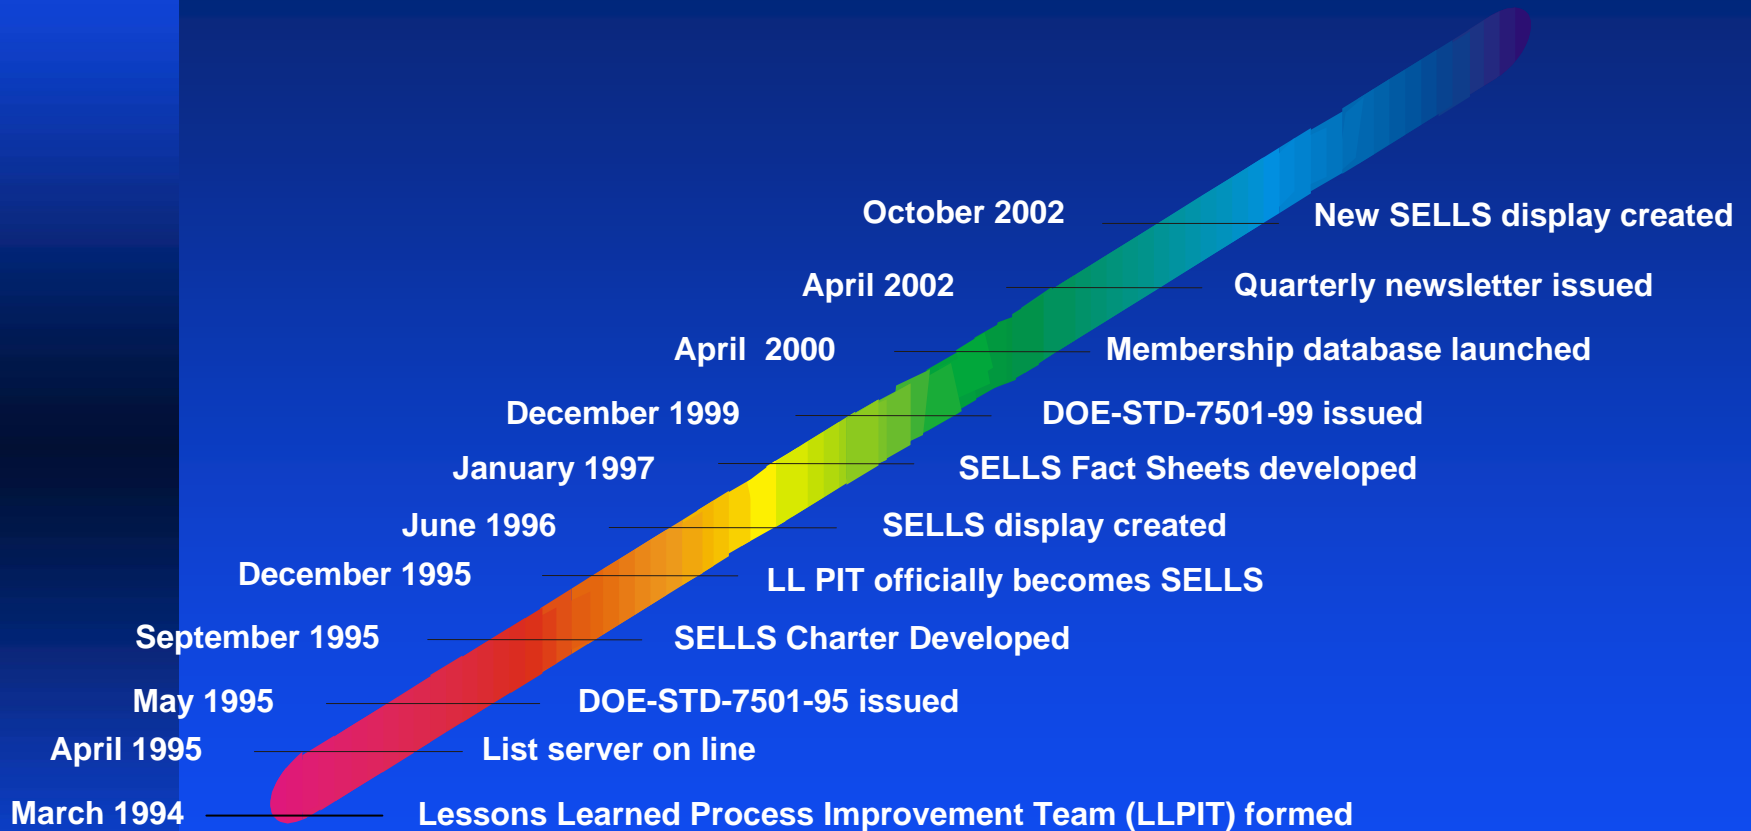 October 2002 New SELLS display created
April 2002 Quarterly newsletter issued
April 2000 Membership database launched
December 1999 DOE-STD-7501-99 issued
January 1997 SELLS Fact Sheets developed
June 1996 SELLS display created
December 1995 LL PIT officially becomes SELLS
September 1995 SELLS Charter Developed
May 1995 DOE-STD-7501-95 issued
April 1995 List server on line
March 1994 Lessons Learned Process Improvement Team (LLPIT) formed